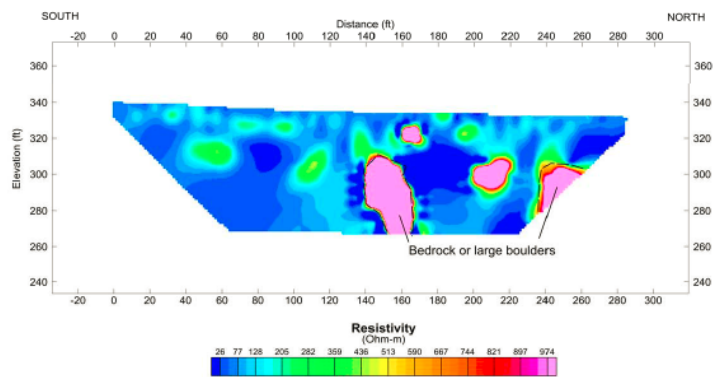 SOUTH
NORTH
Distance (ft)
-20 0 20 40 60 80 100 120 140 160 180 200 220 240 260 280 300
360 360
340 340
320 320
Elevation (ft)
300 300
280 280
260 260
240 240
Bedrock or large boulders
-20 0 20 40 60 80 100 120 140 160 180 200 220 240 260 280 300
Resistivity
(Ohm-m)
26 77 128 205 282 359 436 513 590 667 744 821 897 974